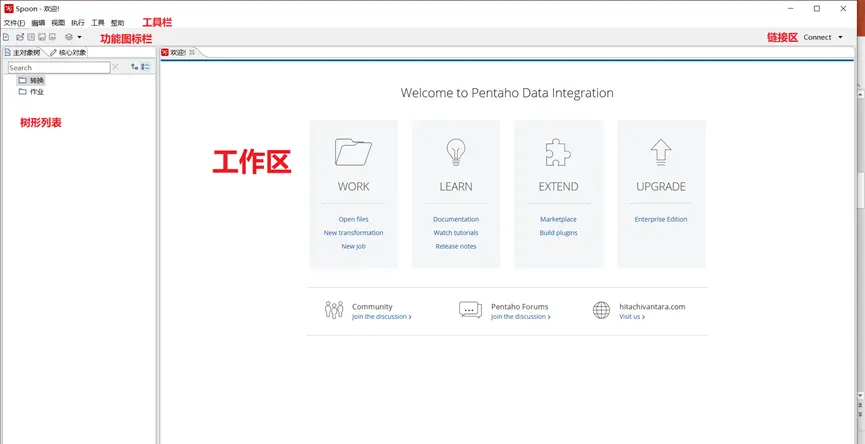 Spoon - 欢迎!
文件(F) 编辑 视图 执行 工具 帮助 工具栏
功能图标栏
链接区 Connect
主对象树 核心对象
欢迎!
Search
转换
作业
树形列表
工作区
Welcome to Pentaho Data Integration
WORK
Open files
New transformation
New job
LEARN
Documentation
Watch tutorials
Release notes
EXTEND
Marketplace
Build plugins
UPGRADE
Enterprise Edition
Community
Join the discussion
Pentaho Forums
Join the discussion
hitachivantara.com
Visit us